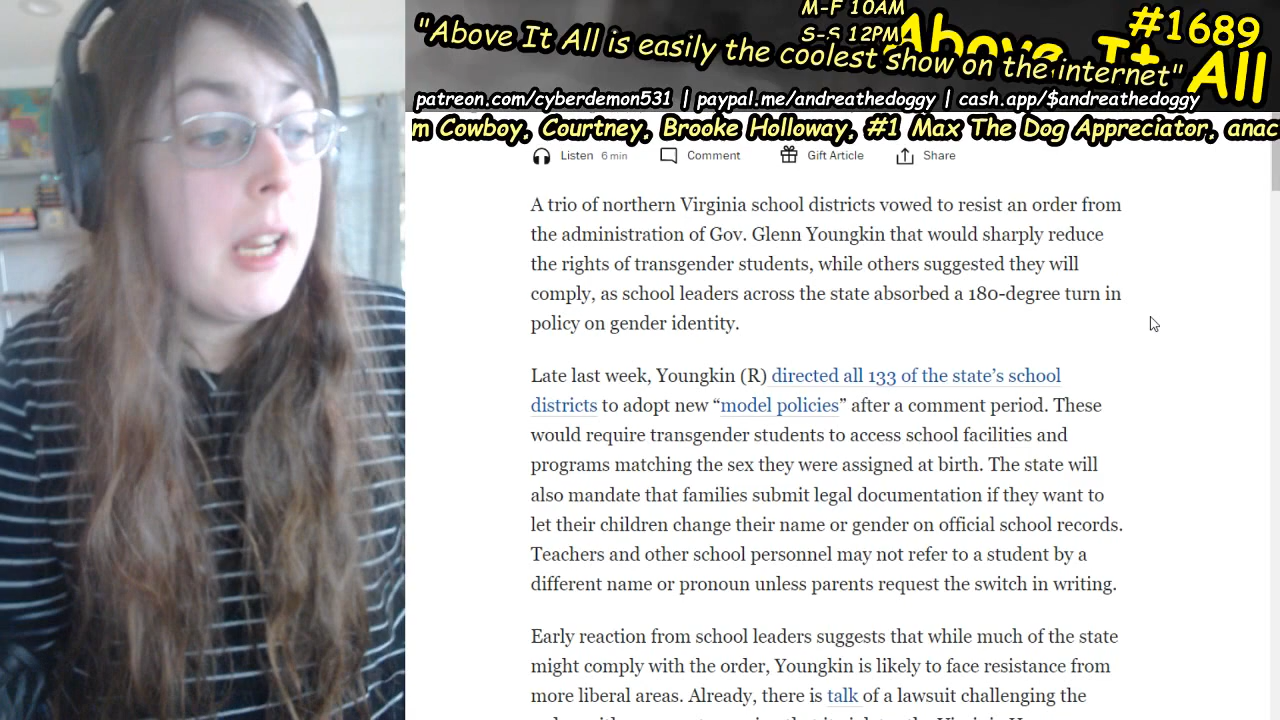 M-F 10AM
S-S 12PM
#1689
Above It All
"Above It All is easily the coolest show on the internet"
patreon.com/cyberdemon531 | paypal.me/andreathedoggy | cash.app/$andreathedoggy
m Cowboy, Courtney, Brooke Holloway, #1 Max The Dog Appreciator, anac
Listen 6 min Comment Gift Article Share
A trio of northern Virginia school districts vowed to resist an order from
the administration of Gov. Glenn Youngkin that would sharply reduce
the rights of transgender students, while others suggested they will
comply, as school leaders across the state absorbed a 180-degree turn in
policy on gender identity.
Late last week, Youngkin (R) directed all 133 of the state's school
districts to adopt new “model policies” after a comment period. These
would require transgender students to access school facilities and
programs matching the sex they were assigned at birth. The state will
also mandate that families submit legal documentation if they want to
let their children change their name or gender on official school records.
Teachers and other school personnel may not refer to a student by a
different name or pronoun unless parents request the switch in writing.
Early reaction from school leaders suggests that while much of the state
might comply with the order, Youngkin is likely to face resistance from
more liberal areas. Already, there is talk of a lawsuit challenging the